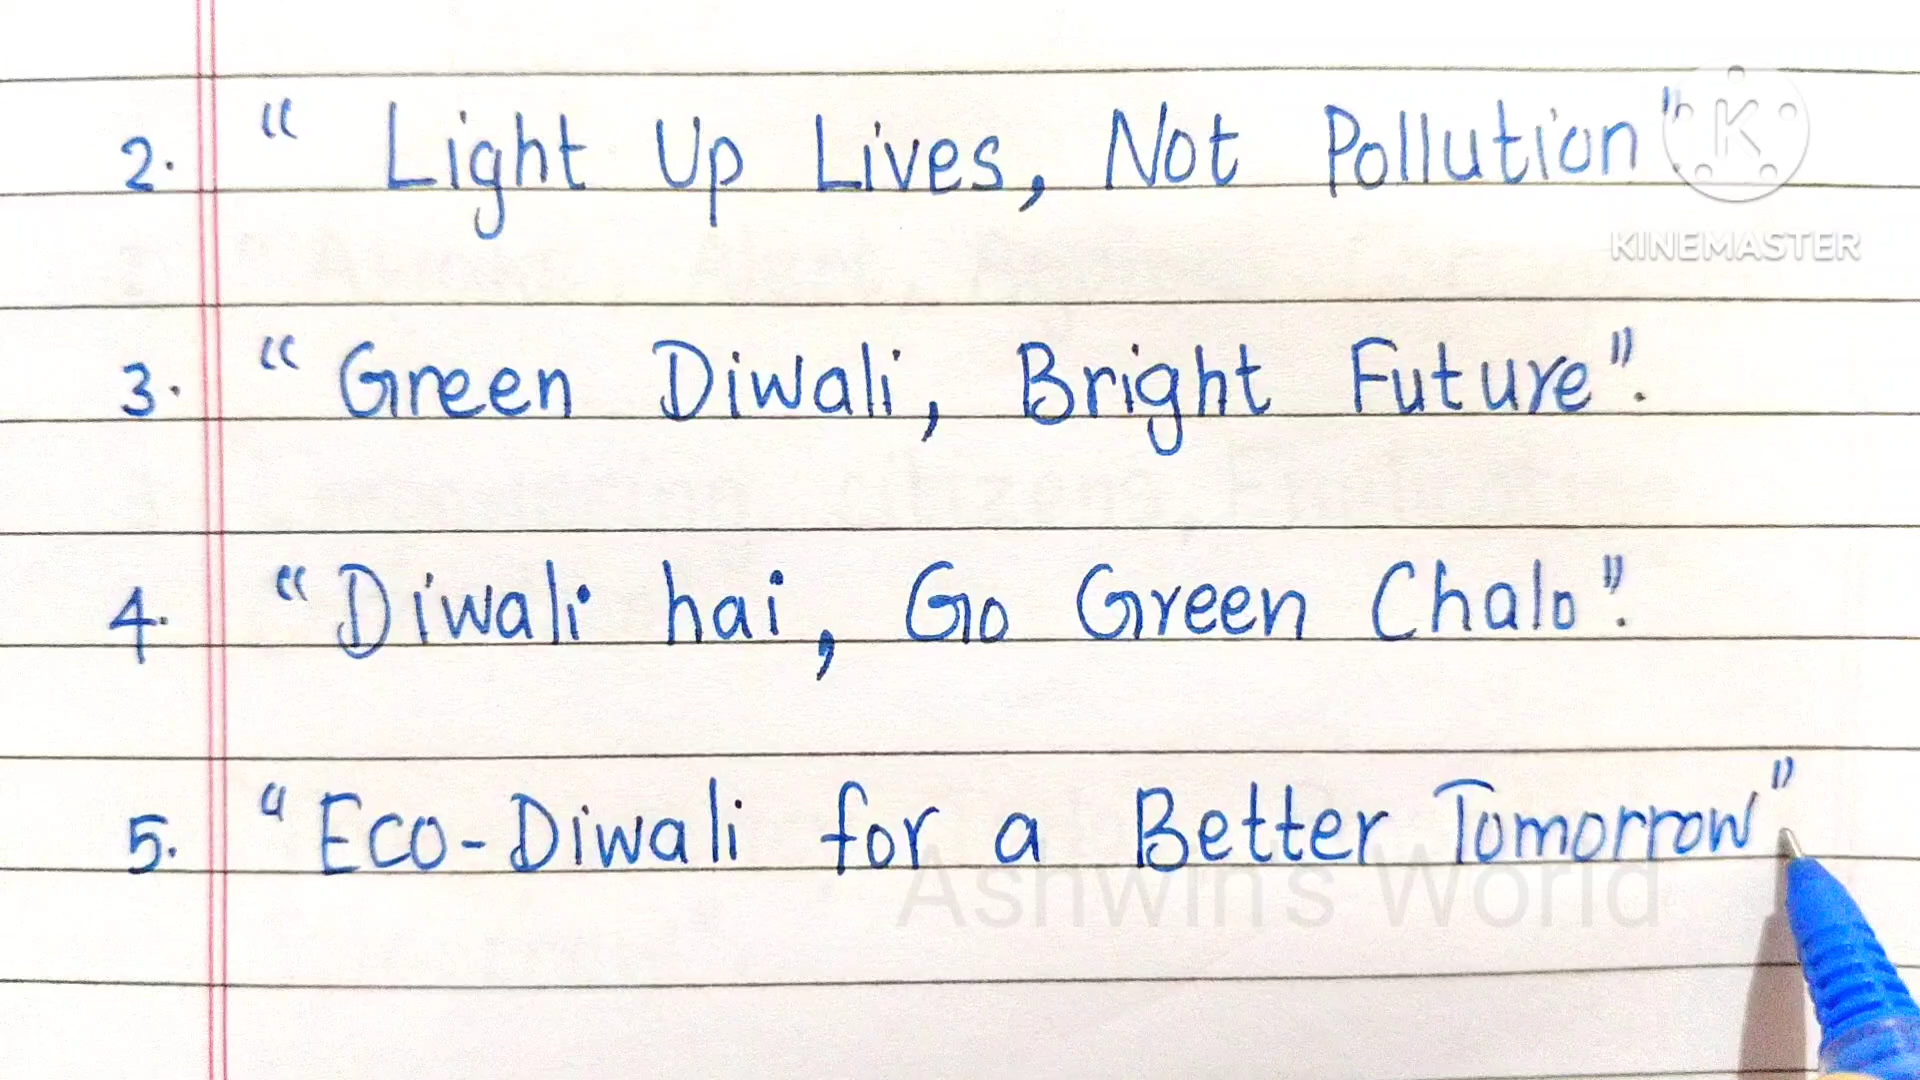 2. "Light Up Lives, Not Pollution".
KINEMASTER
3. "Green Diwali, Bright Future".
4. "Diwali hai, Go Green Chalo".
5. "Eco-Diwali for a Better Tomorrow"
Ashwin's World